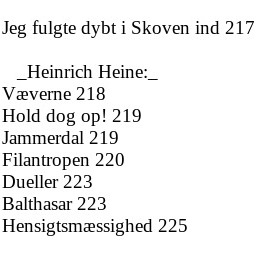 Jeg fulgte dybt i Skoven ind 217
_Heinrich Heine:_
Væverne 218
Hold dog op! 219
Jammerdal 219
Filantropen 220
Dueller 223
Balthasar 223
Hensigtsmæssighed 225